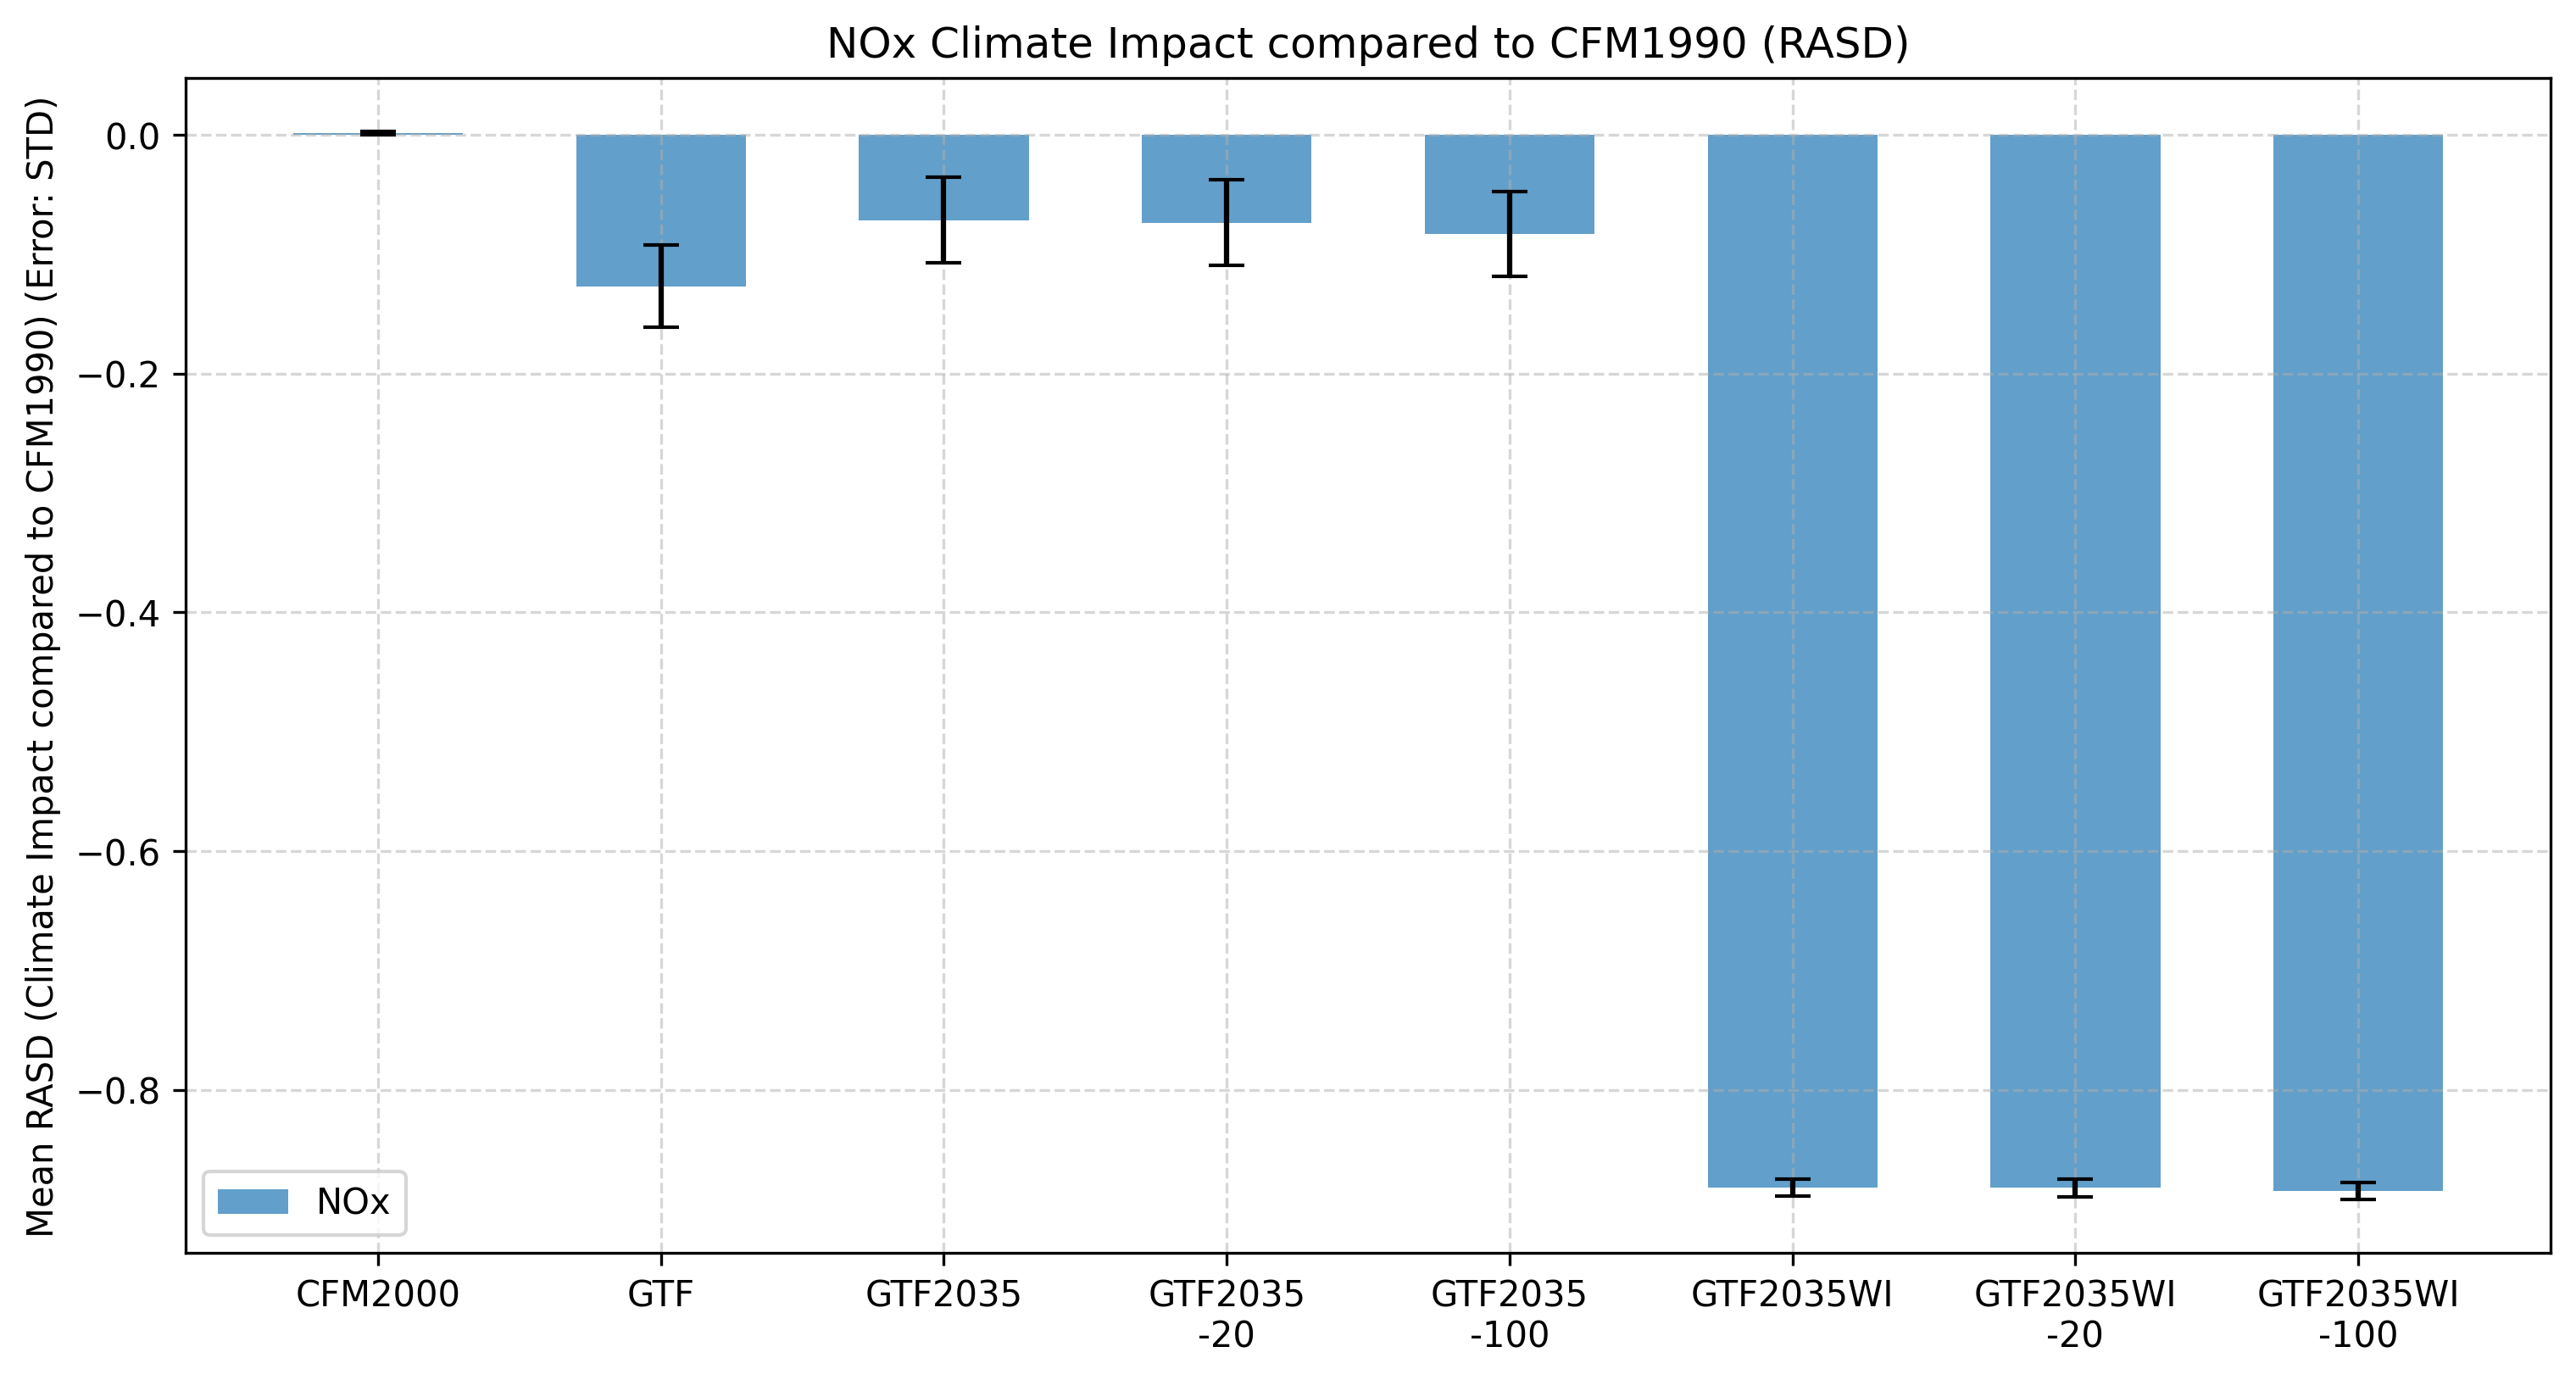 NOx Climate Impact compared to CFM1990 (RASD)
Mean RASD (Climate Impact compared to CFM1990) (Error: STD)
0.0
−0.2
−0.4
−0.6
−0.8
NOx
CFM2000
GTF
GTF2035
GTF2035
-20
GTF2035
-100
GTF2035WI
GTF2035WI
-20
GTF2035WI
-100